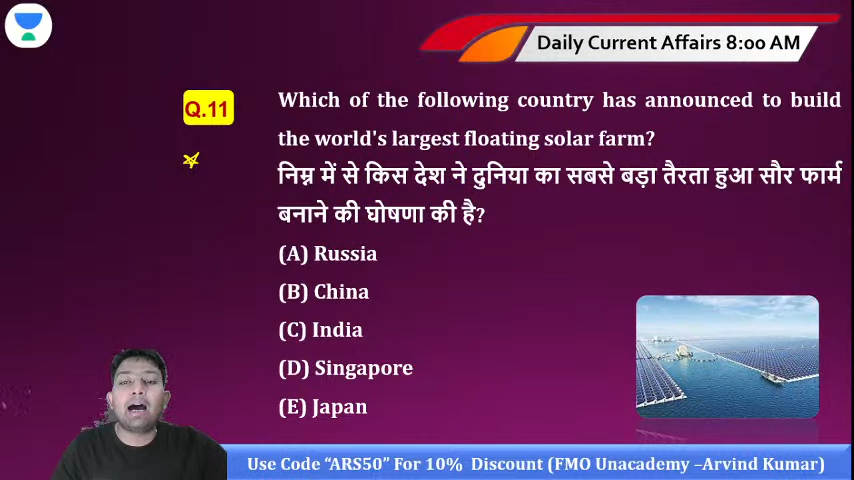 Daily Current Affairs 8:00 AM
Q.11
Which of the following country has announced to build
the world's largest floating solar farm?
निम्न में से किस देश ने दुनिया का सबसे बड़ा तैरता हुआ सौर फार्म
बनाने की घोषणा की है?
(A) Russia
(B) China
(C) India
(D) Singapore
(E) Japan
Use Code “ARS50” For 10% Discount (FMO Unacademy –Arvind Kumar)